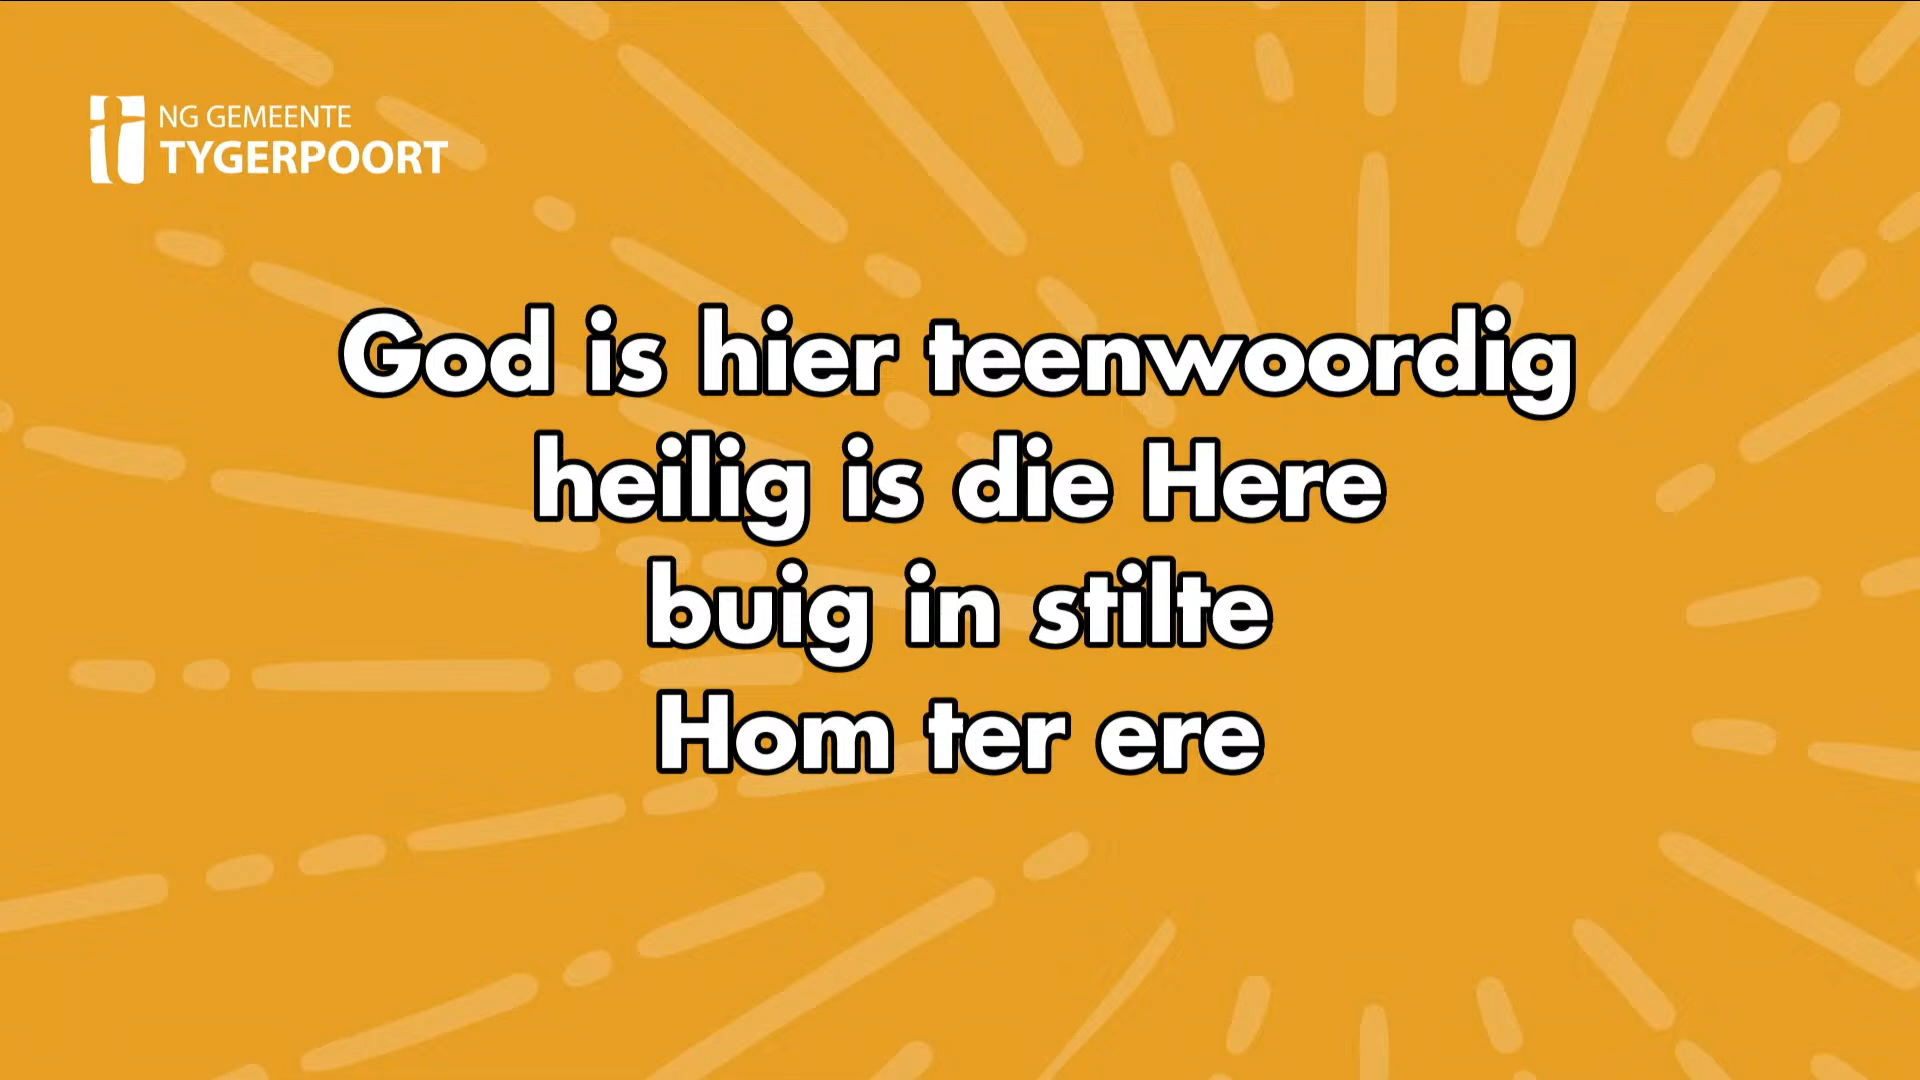 NG GEMEENTE
TYGERPOORT
God is hier teenwoordig
heilig is die Here
buig in stilte
Hom ter ere